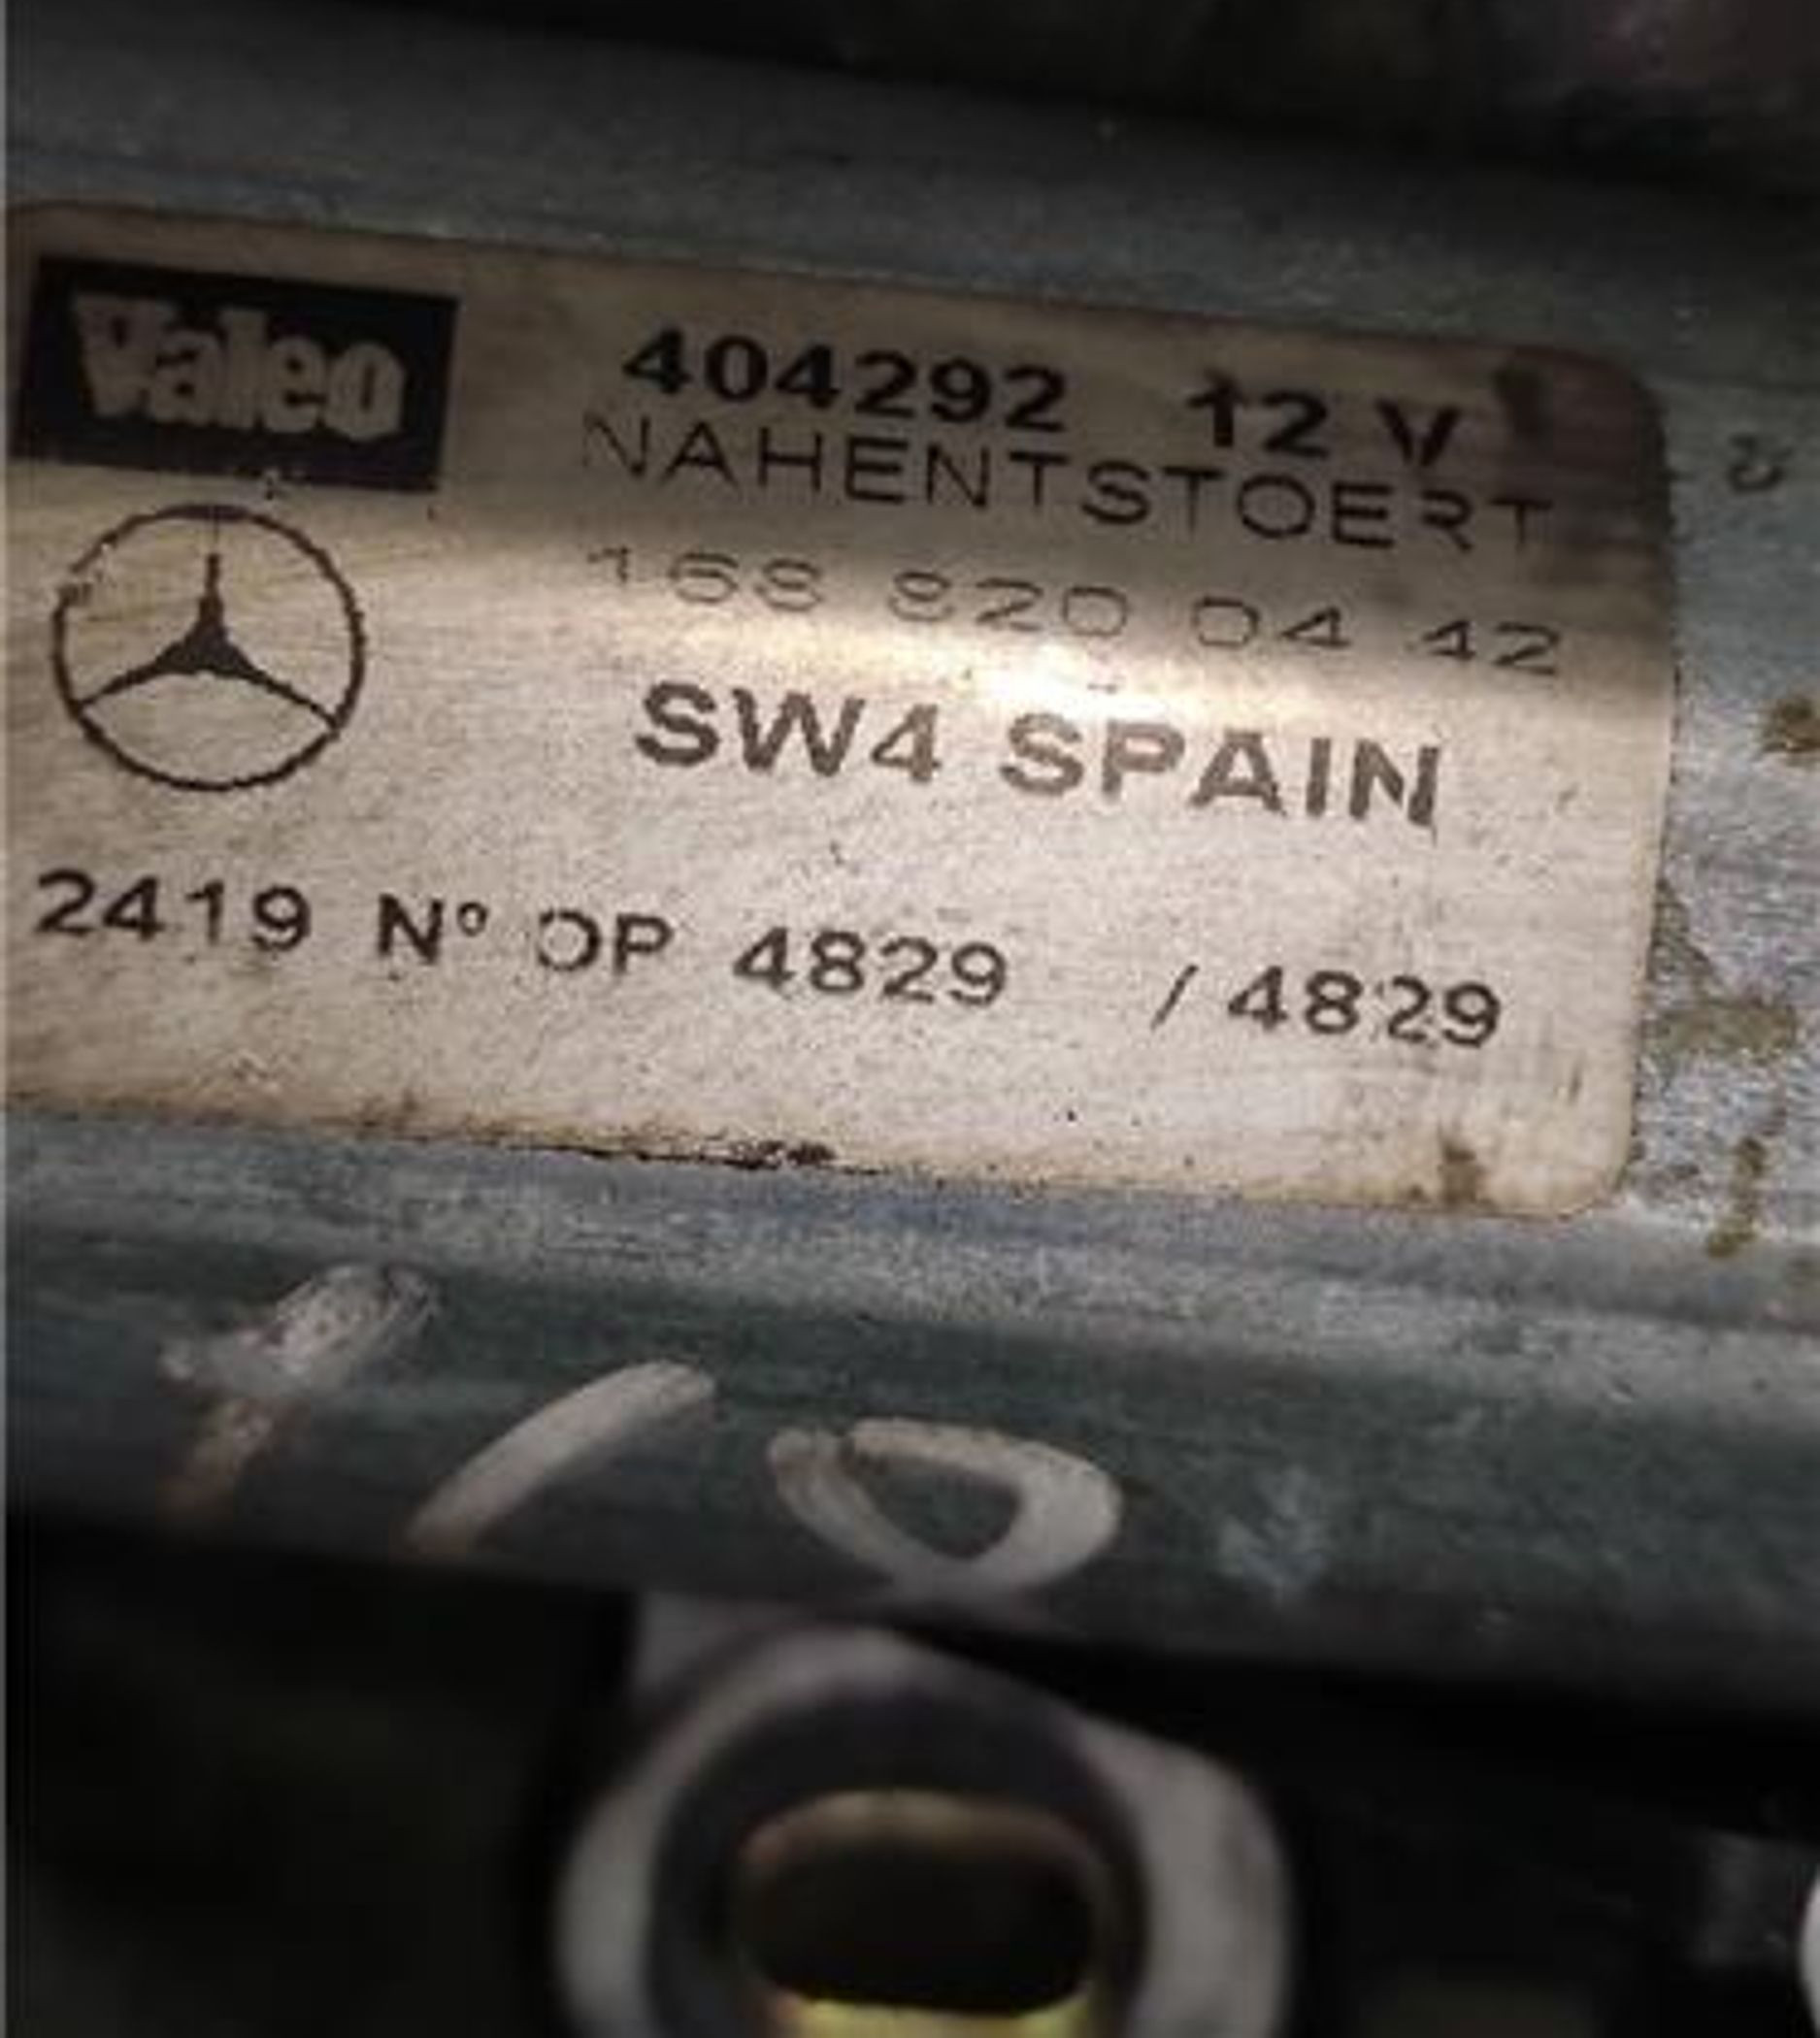 Valeo
404292 12 V
NAHENTSTOERT
168 820 04 42
SW4 SPAIN
2419 Nº OP 4829 / 4829